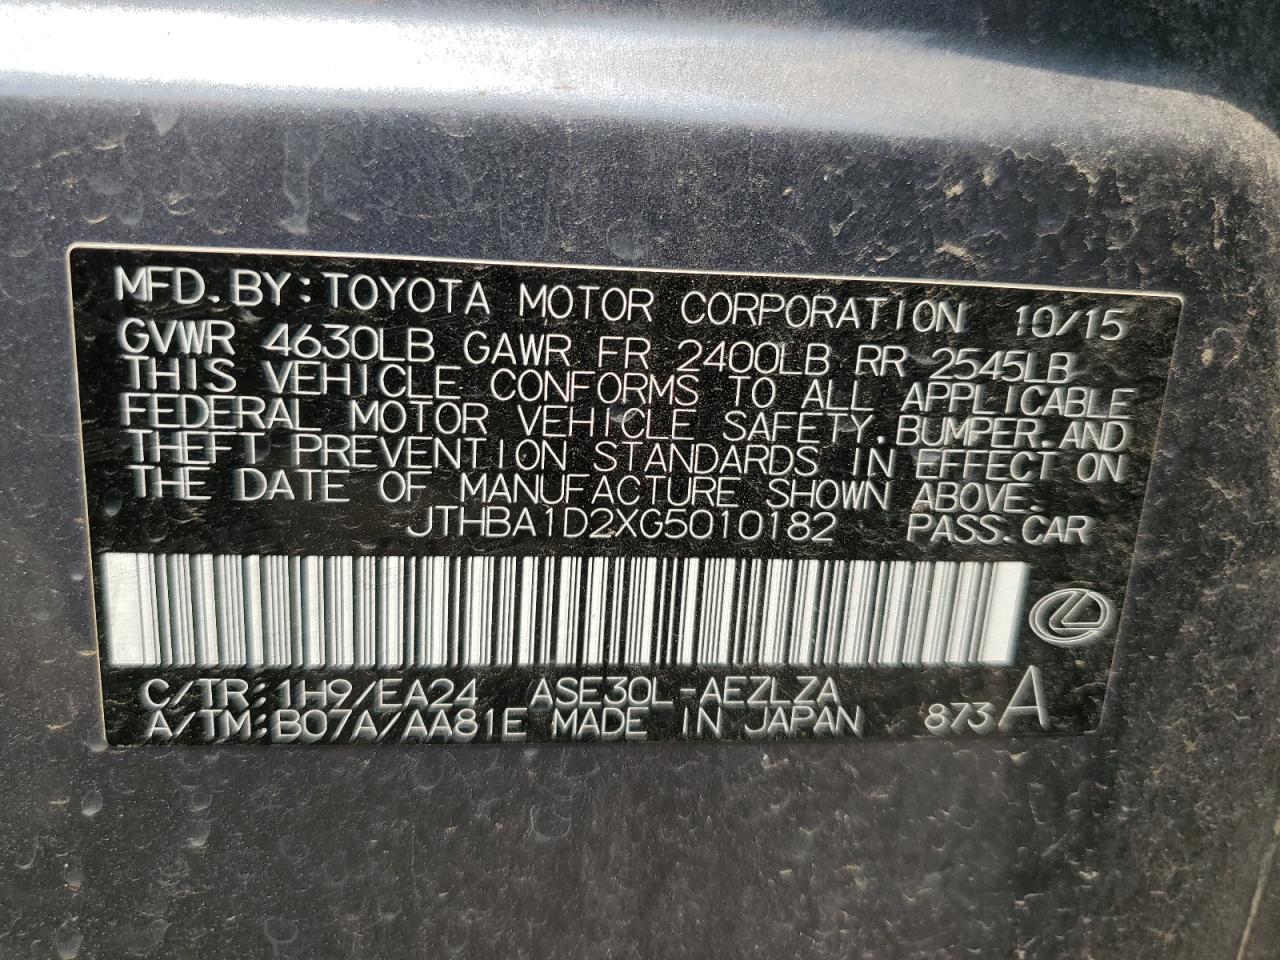 MFD. BY: TOYOTA MOTOR CORPORATION 10/15
GVWR 4630LB GAWR FR 2400LB RR 2545LB
THIS VEHICLE CONFORMS TO ALL APPLICABLE
FEDERAL MOTOR VEHICLE SAFETY, BUMPER, AND
THEFT PREVENTION STANDARDS IN EFFECT ON
THE DATE OF MANUFACTURE SHOWN ABOVE.
JTHBA1D2XG5010182 PASS. CAR
C/TR: 1H9/EA24 ASE30L-AEZLZA
A/TM: B07A/AA81E MADE IN JAPAN 873 A